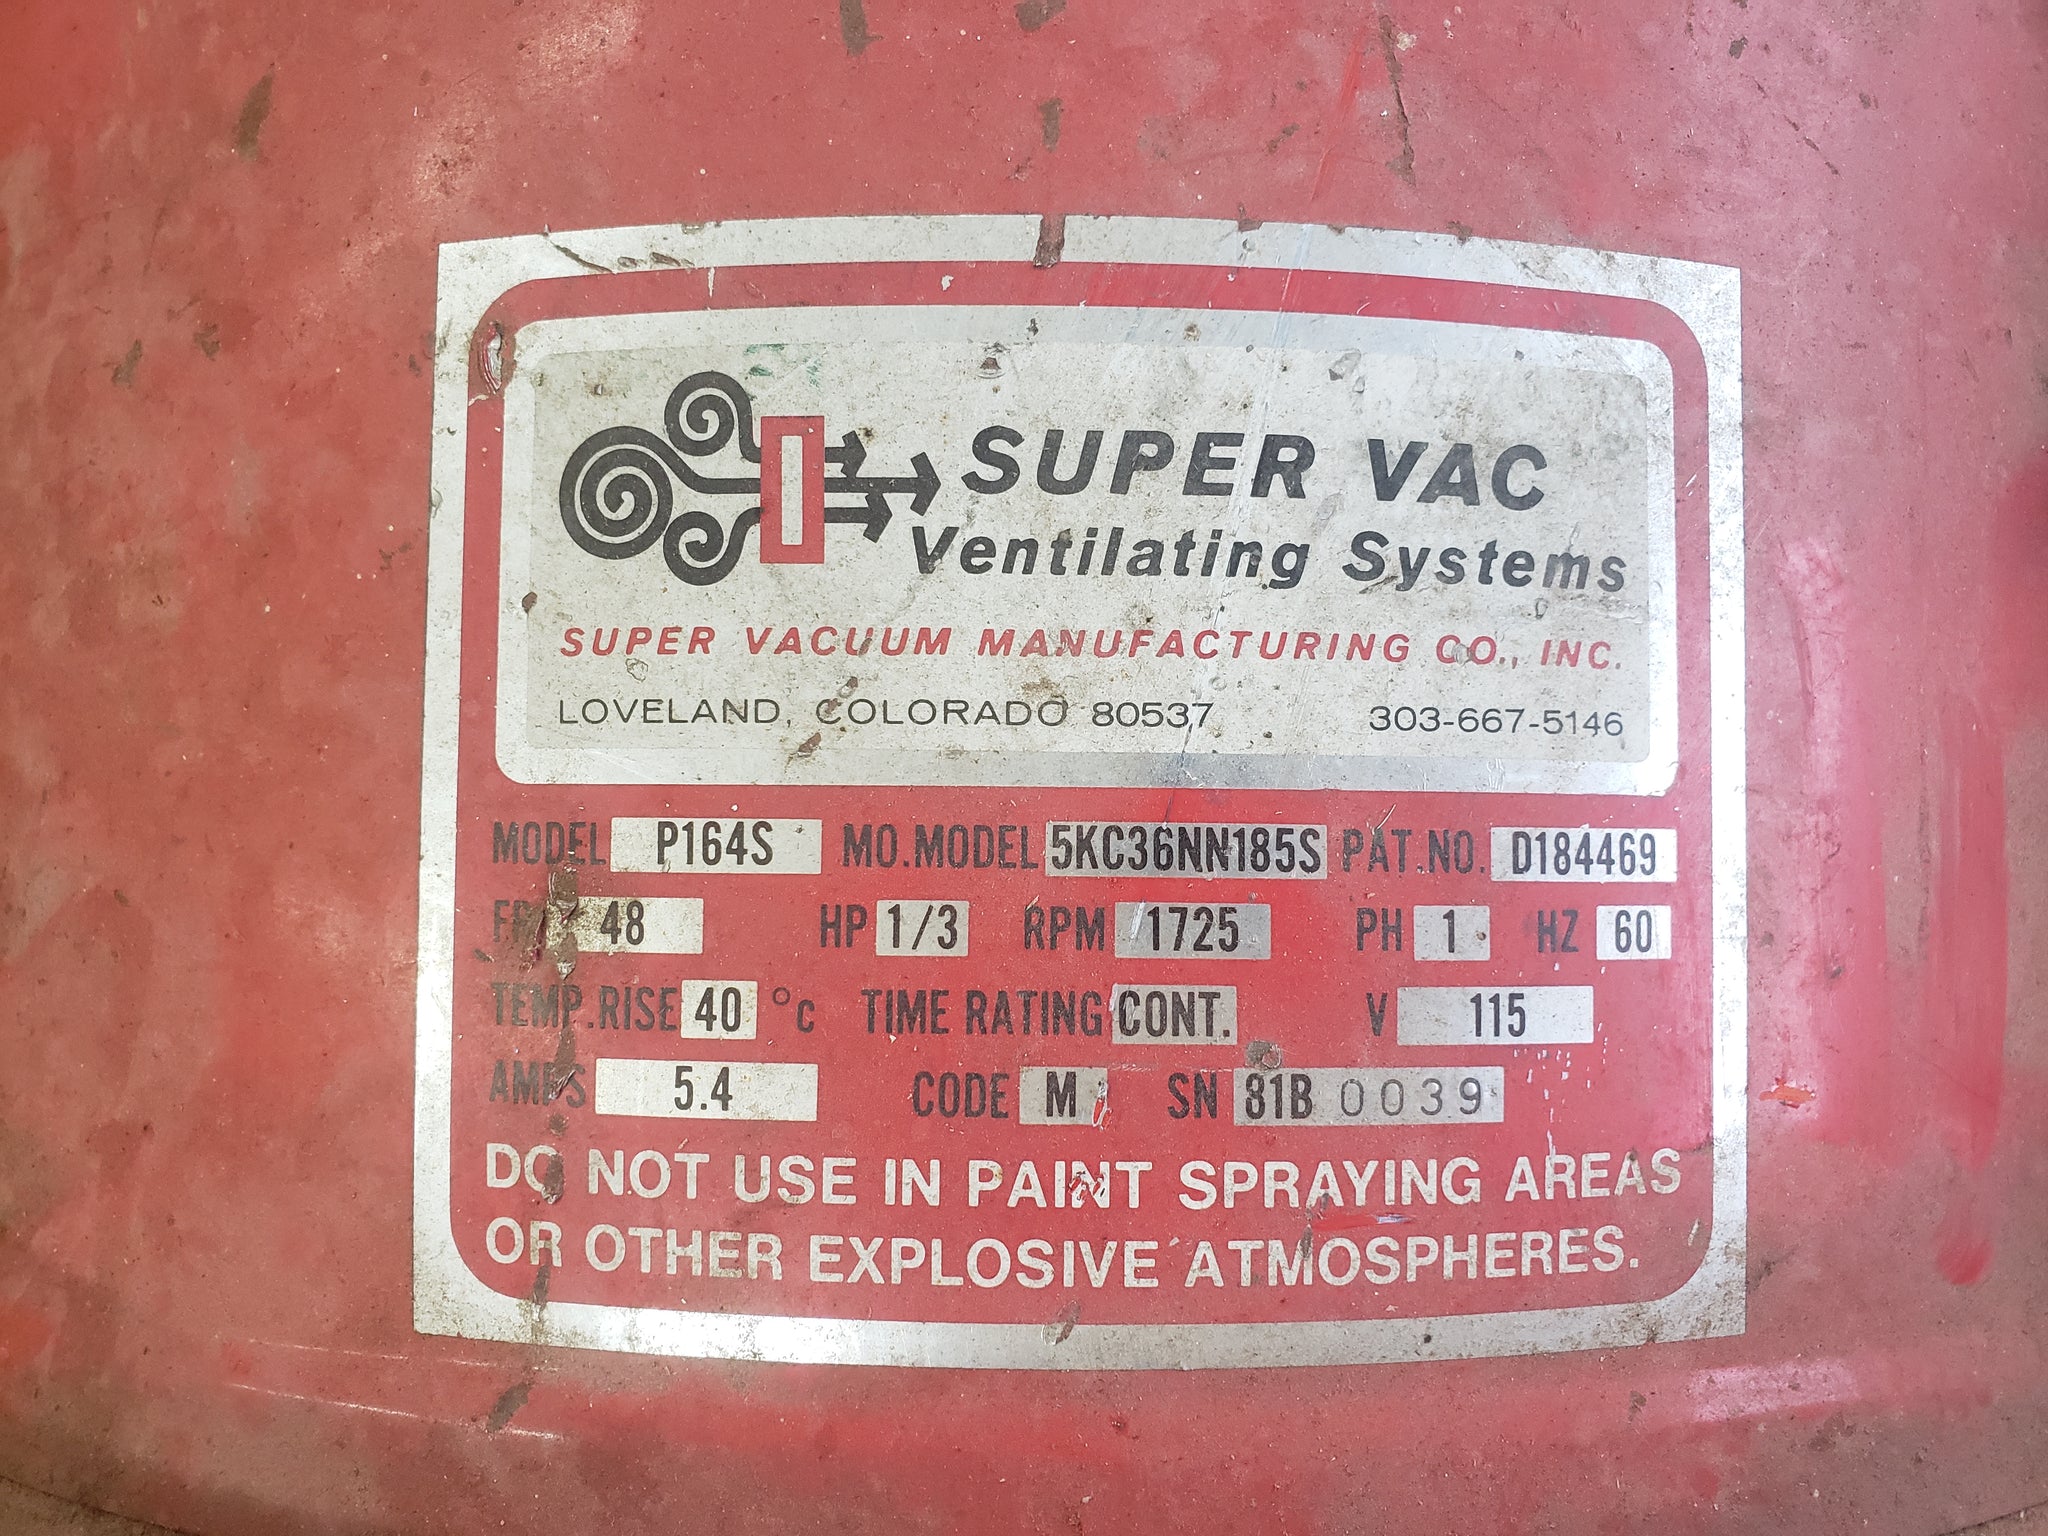 SUPER VAC
Ventilating Systems
SUPER VACUUM MANUFACTURING CO., INC.
LOVELAND, COLORADO 80537 303-667-5146
MODEL P164S MO.MODEL 5KC36NN185S PAT.NO. D184469
48 HP 1/3 RPM 1725 PH 1 HZ 60
TEMP.RISE 40 °C TIME RATING CONT. V 115
AMPS 5.4 CODE M SN 81B 0039
DO NOT USE IN PAINT SPRAYING AREAS
OR OTHER EXPLOSIVE ATMOSPHERES.